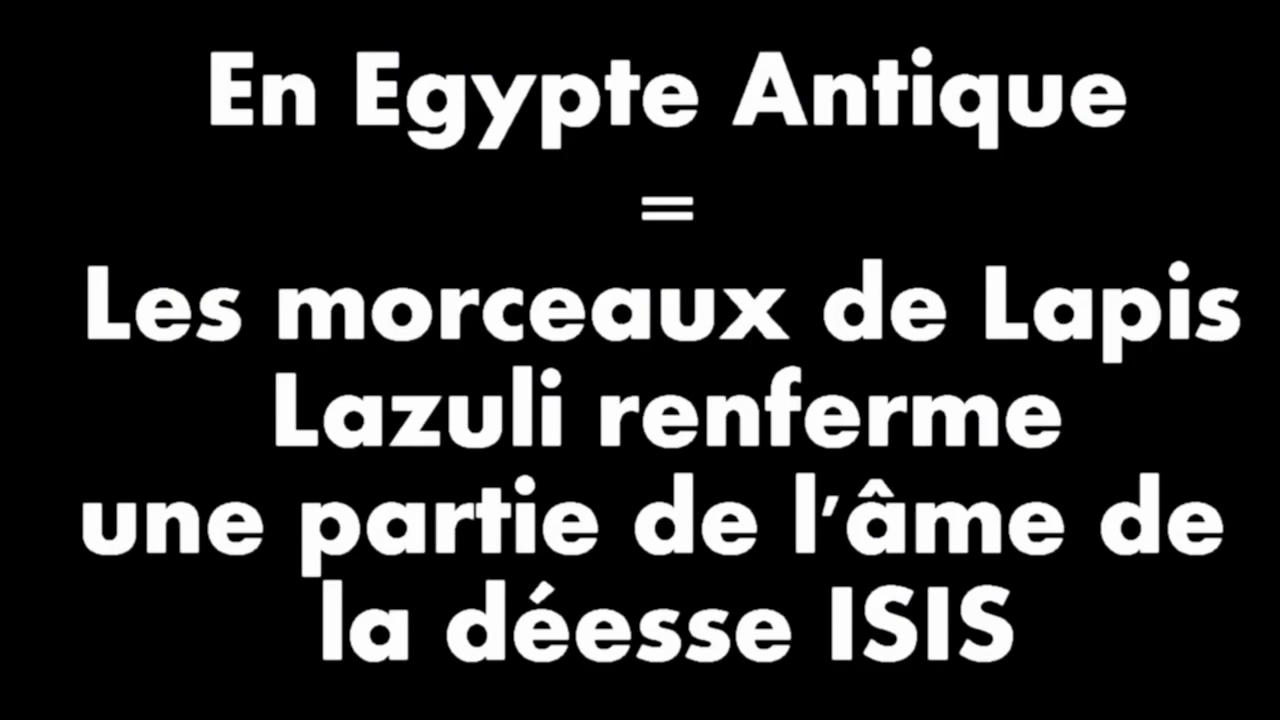 En Egypte Antique
=
Les morceaux de Lapis
Lazuli renferme
une partie de l'âme de
la déesse ISIS